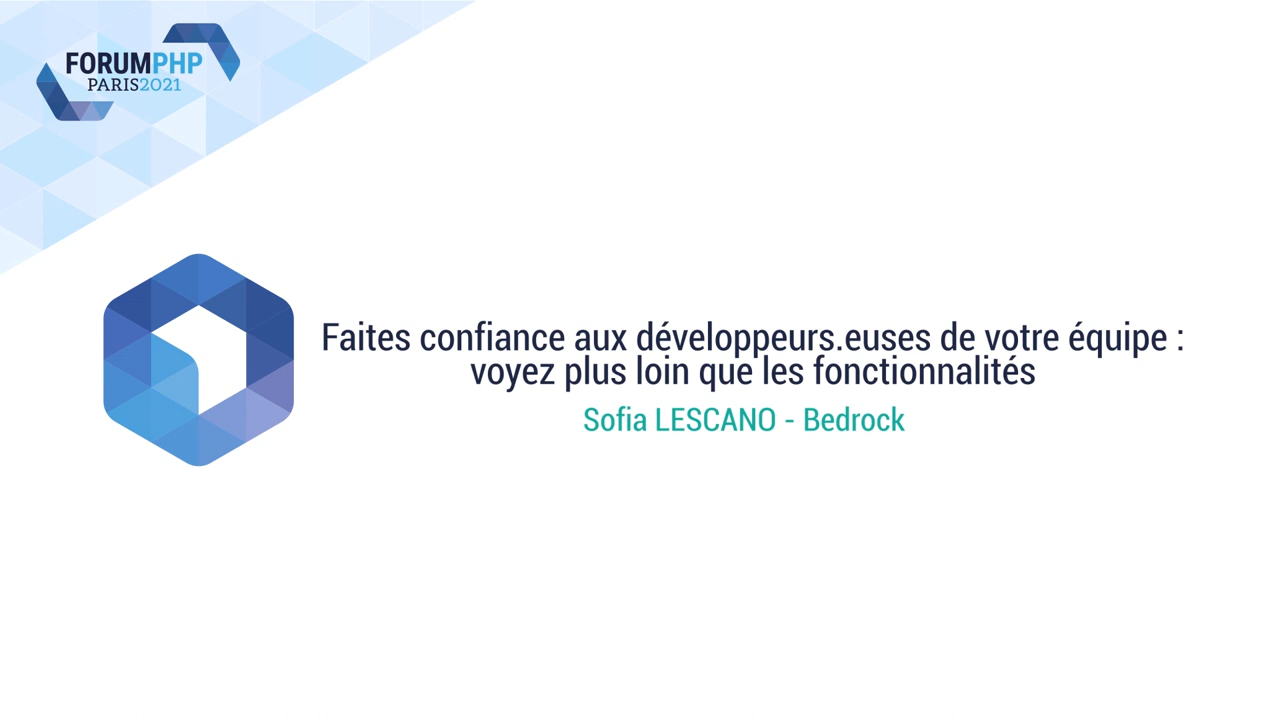 FORUMPHP
PARIS2021
Faites confiance aux développeurs.euses de votre équipe :
voyez plus loin que les fonctionnalités
Sofia LESCANO - Bedrock